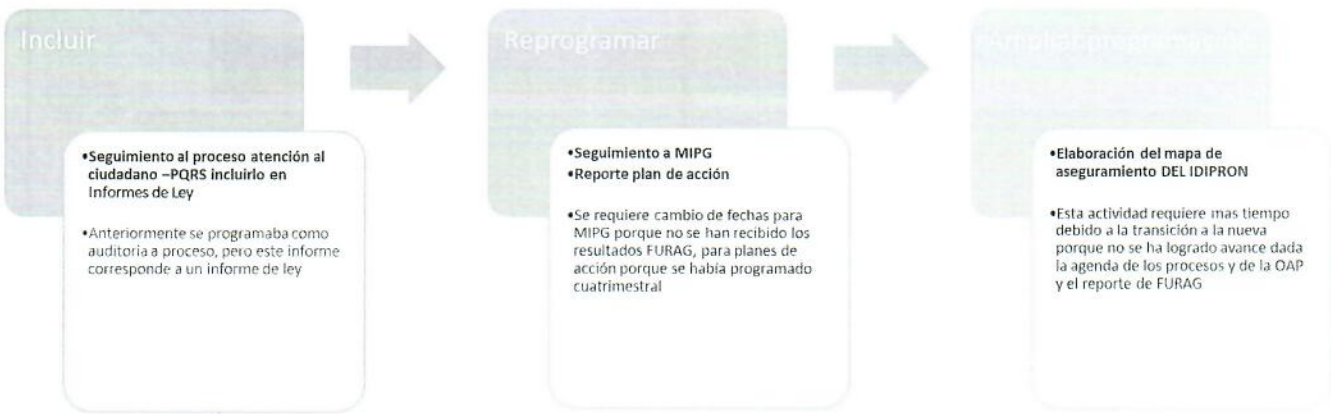 Incluir
•Seguimiento al proceso atención al
ciudadano –PQRS incluirlo en
Informes de Ley
•Anteriormente se programaba como
auditoria a proceso, pero este informe
corresponde a un informe de ley
Reprogramar
•Seguimiento a MIPG
•Reporte plan de acción
•Se requiere cambio de fechas para
MIPG porque no se han recibido los
resultados FURAG, para planes de
acción porque se había programado
cuatrimestral
Ampliar programación
•Elaboración del mapa de
aseguramiento DEL IDIPRON
•Esta actividad requiere mas tiempo
debido a la transición a la nueva
porque no se ha logrado avance dada
la agenda de los procesos y de la OAP
y el reporte de FURAG